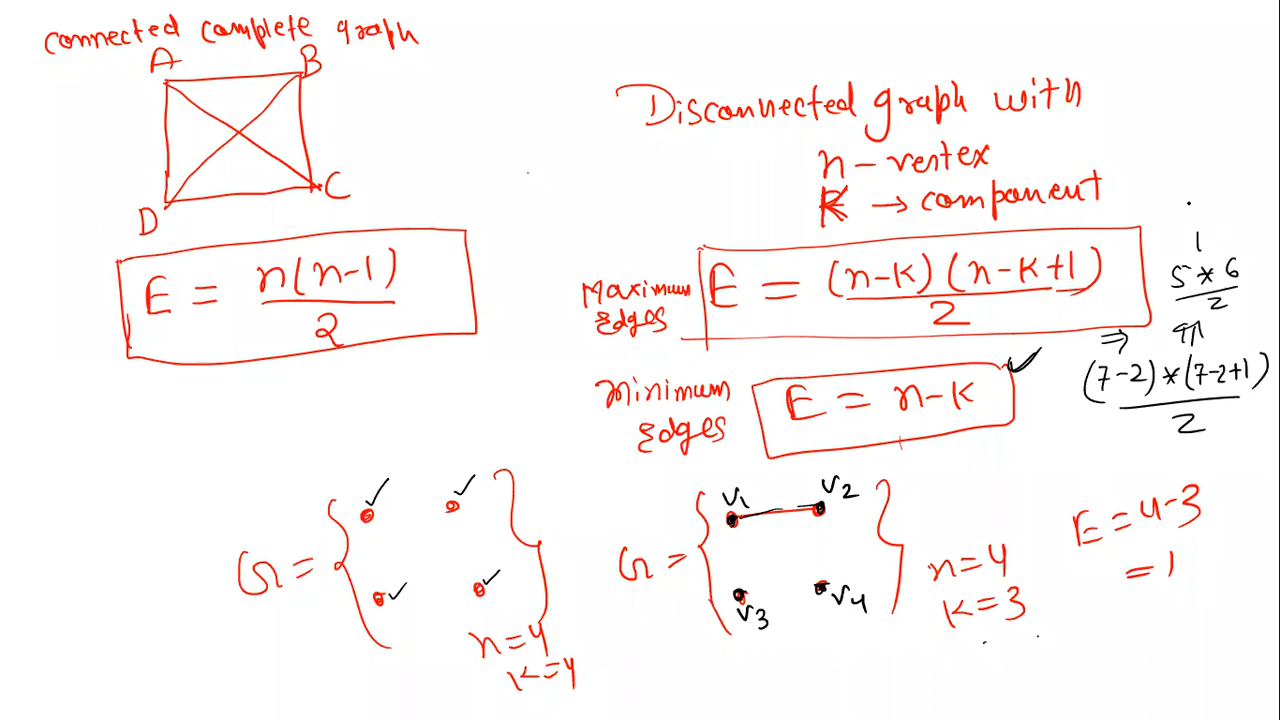 connected complete graph
A
B
C
D
E = n(n-1)/2
Disconnected graph with
n - vertex
K → component
Maximum Edges
E = (n-k)(n-k+1)/2
Minimum Edges
E = n-k
1
5*6/2
⇒
(7-2)*(7-2+1)/2
G = { }
n=4
k=4
G = { }
V1
V2
V3
V4
n=4
k=3
E = 4-3
= 1